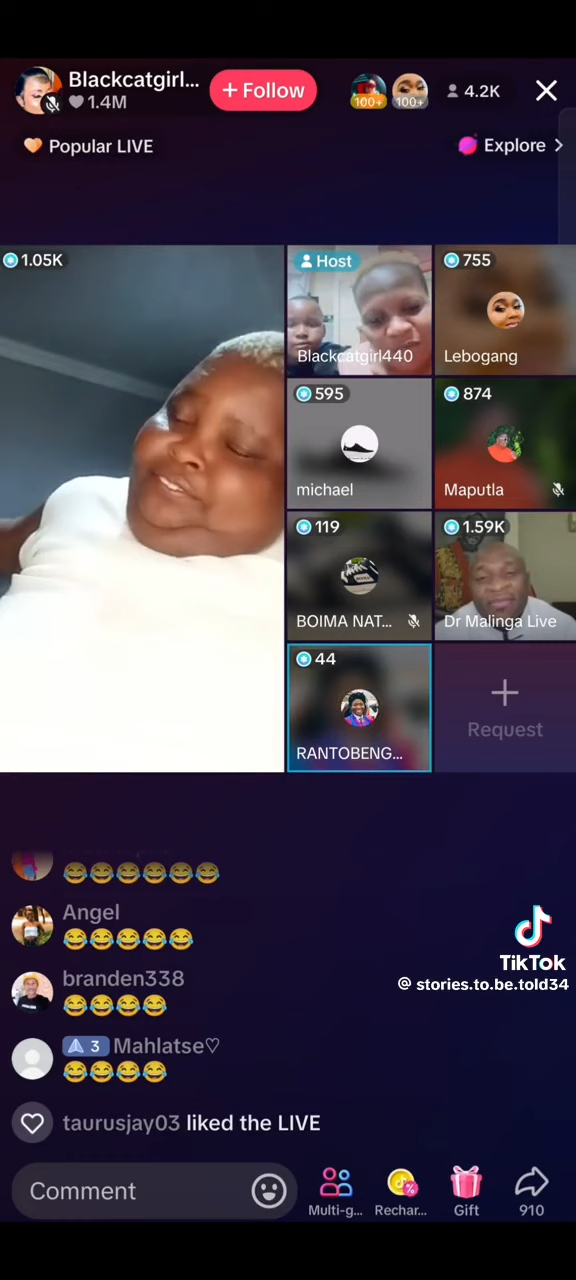 Blackcatgirl...
1.4M
+ Follow
100+
100+
4.2K
Popular LIVE
Explore
1.05K
Host
Blackcatgirl440
755
Lebogang
595
michael
874
Maputla
119
BOIMA NAT...
1.59K
Dr Malinga Live
44
RANTOBENG...
Request
😂😂😂😂😂😂
Angel
😂😂😂😂😂
branden338
😂😂😂😂
3 Mahlatse♡
😂😂😂😂
taurusjay03 liked the LIVE
TikTok
@ stories.to.be.told34
Comment
Multi-g...
Rechar...
Gift
910